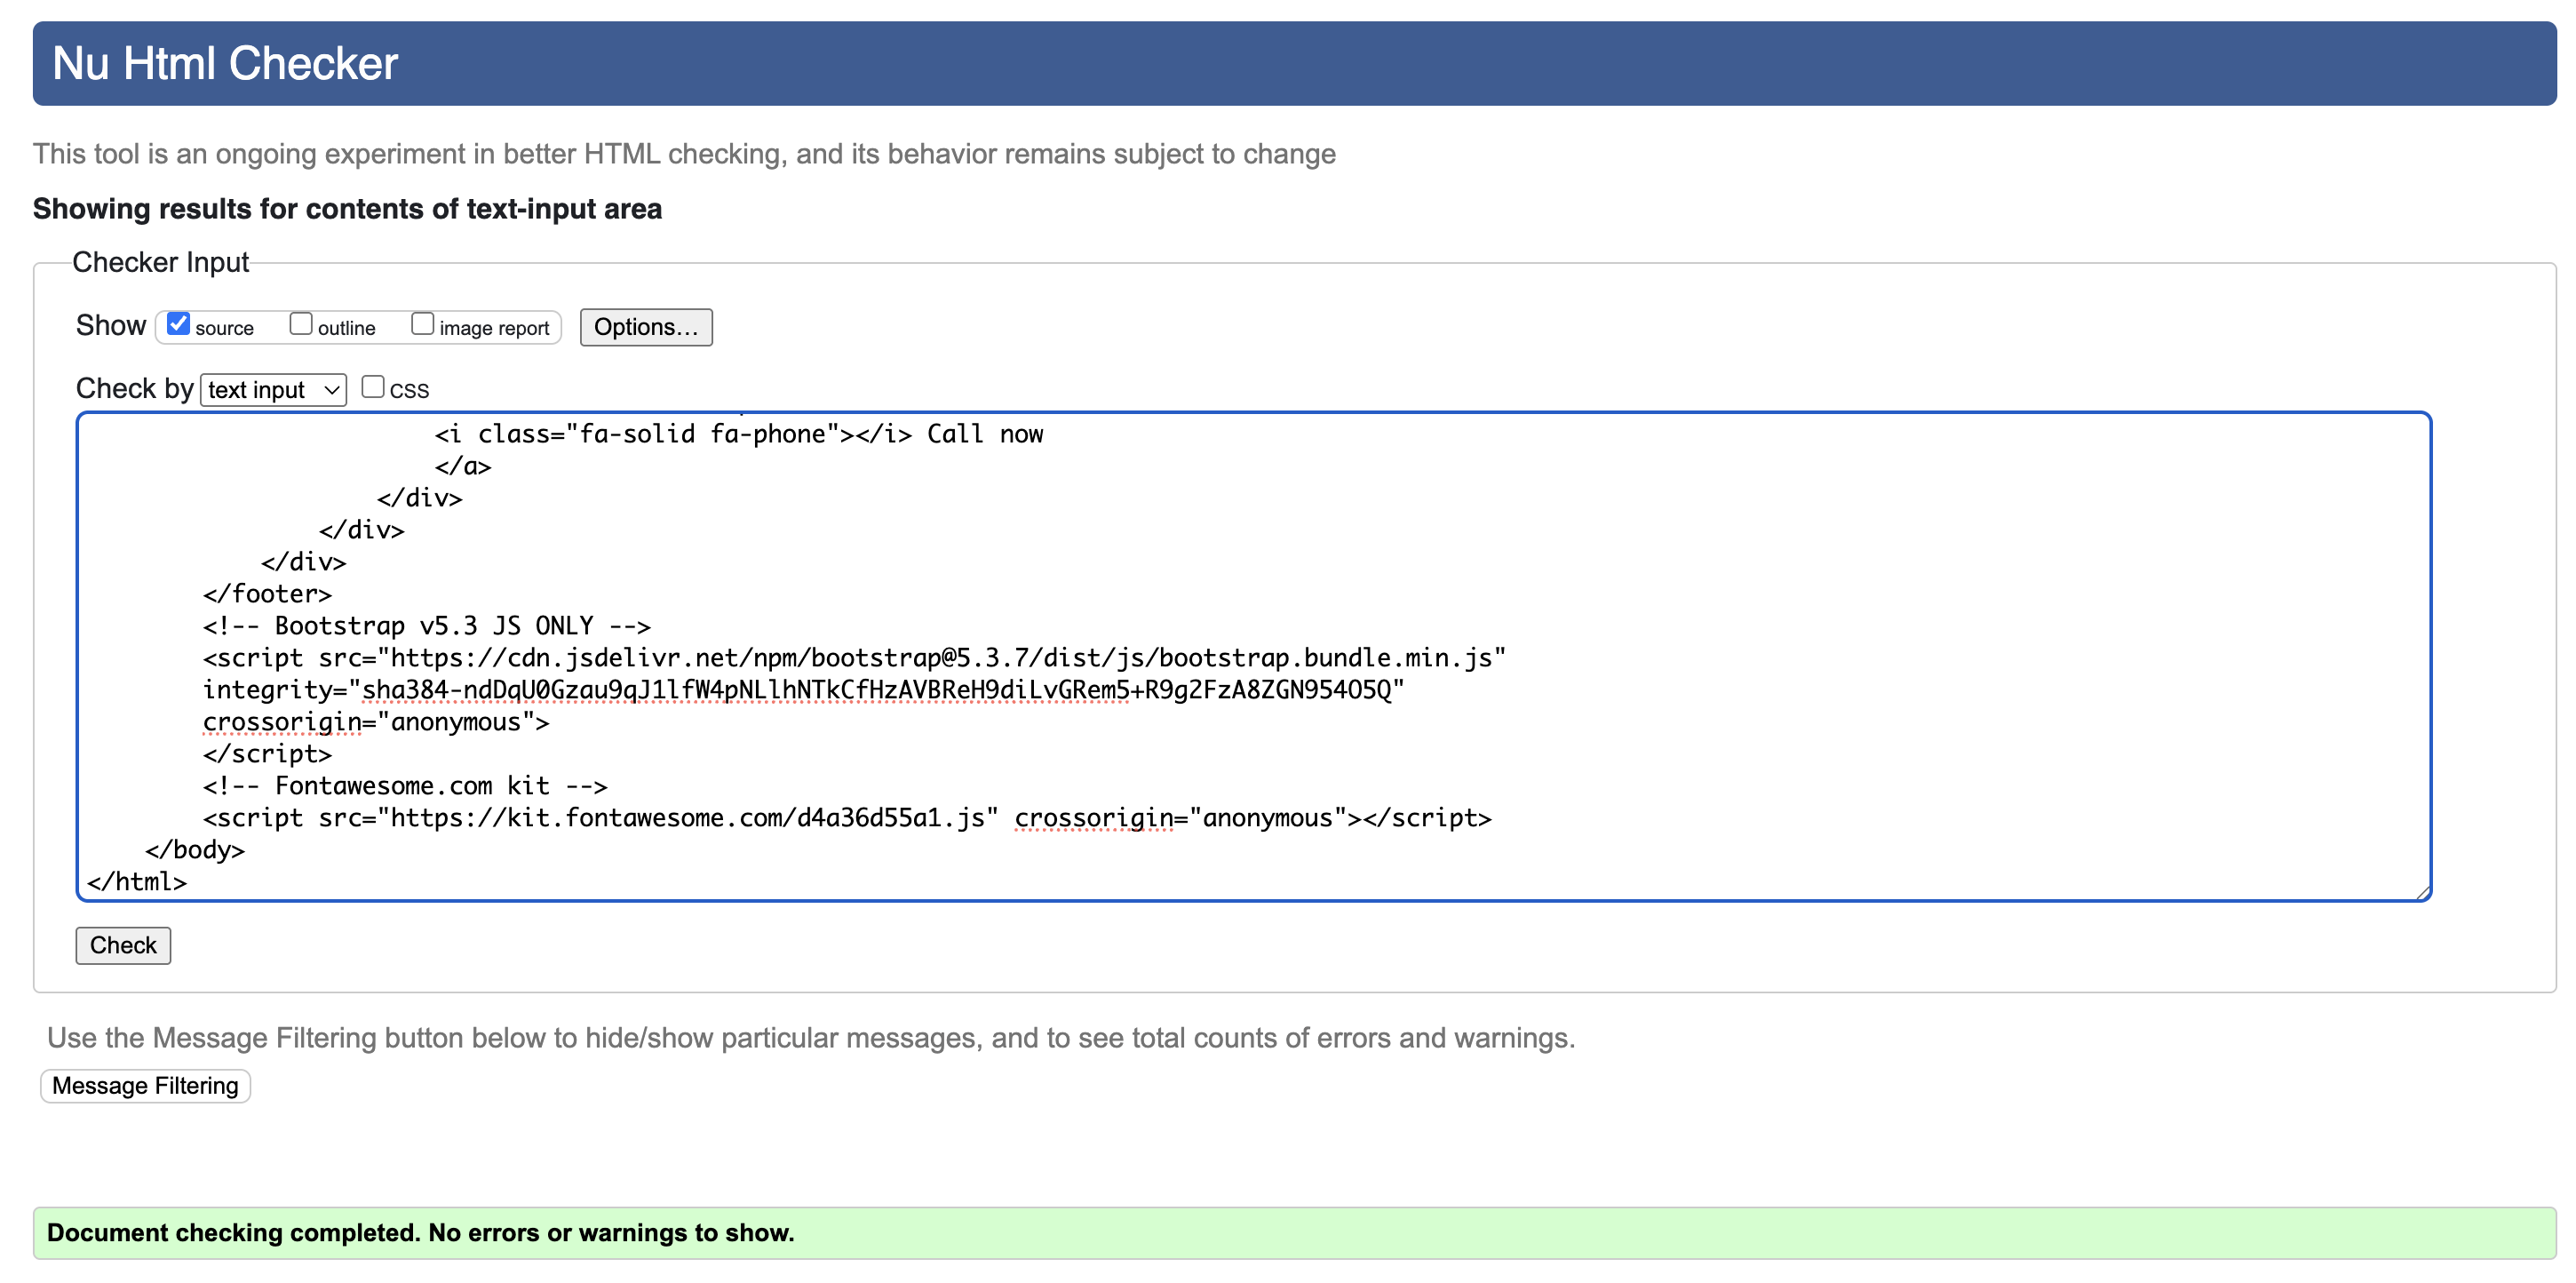 Nu Html Checker
This tool is an ongoing experiment in better HTML checking, and its behavior remains subject to change
Showing results for contents of text-input area
Checker Input
Show source outline image report Options...
Check by text input CSS
<i class="fa-solid fa-phone"></i> Call now
</a>
</div>
</div>
</div>
</footer>
<!-- Bootstrap v5.3 JS ONLY -->
<script src="https://cdn.jsdelivr.net/npm/bootstrap@5.3.7/dist/js/bootstrap.bundle.min.js"
integrity="sha384-ndDqU0Gzau9qJ1lfW4pNLlhNTkCfHzAVBReH9diLvGRem5+R9g2FzA8ZGN954O5Q"
crossorigin="anonymous">
</script>
<!-- Fontawesome.com kit -->
<script src="https://kit.fontawesome.com/d4a36d55a1.js" crossorigin="anonymous"></script>
</body>
</html>
Check
Use the Message Filtering button below to hide/show particular messages, and to see total counts of errors and warnings.
Message Filtering
Document checking completed. No errors or warnings to show.